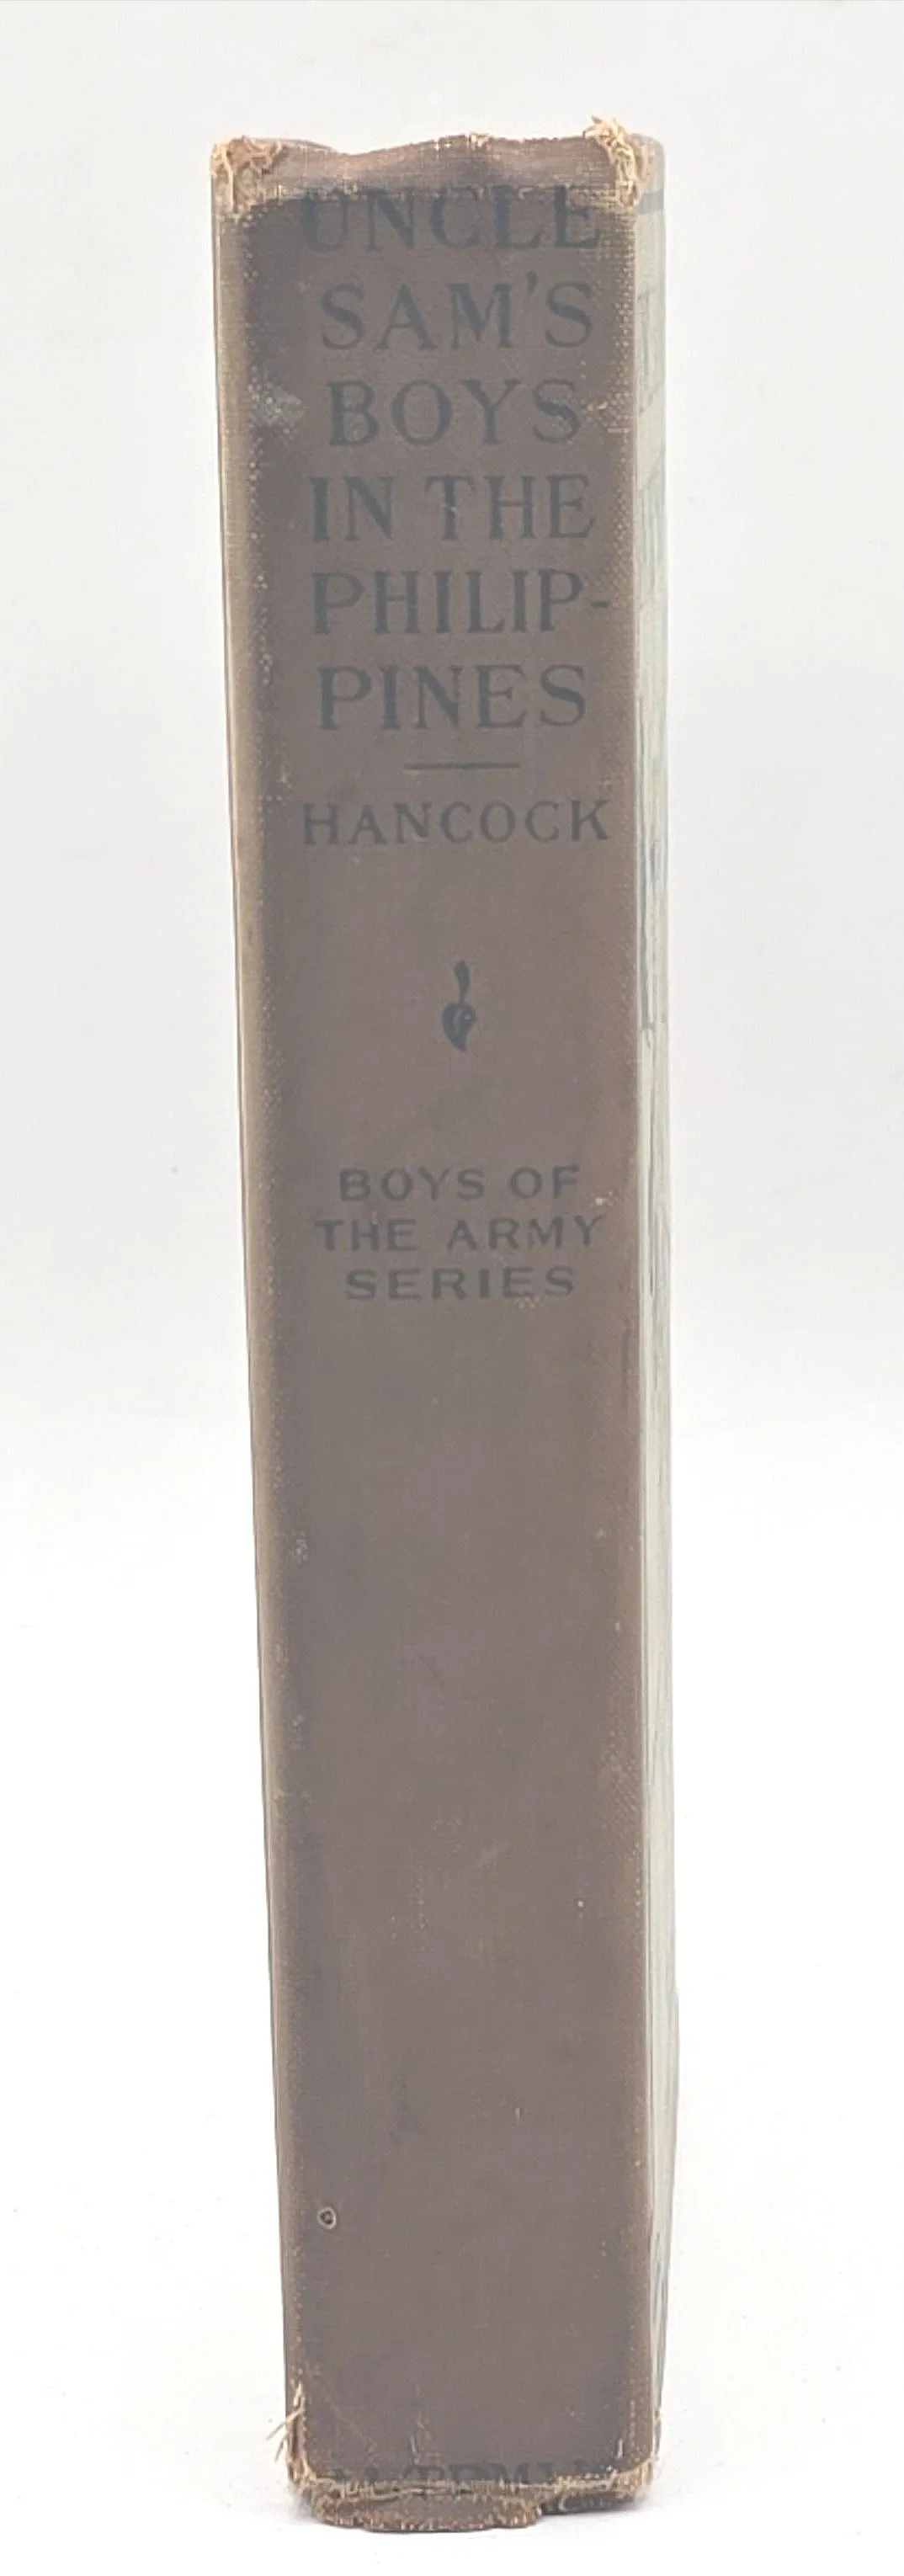 UNCLE
SAM'S
BOYS
IN THE
PHILIP-
PINES
HANCOCK
BOYS OF
THE ARMY
SERIES